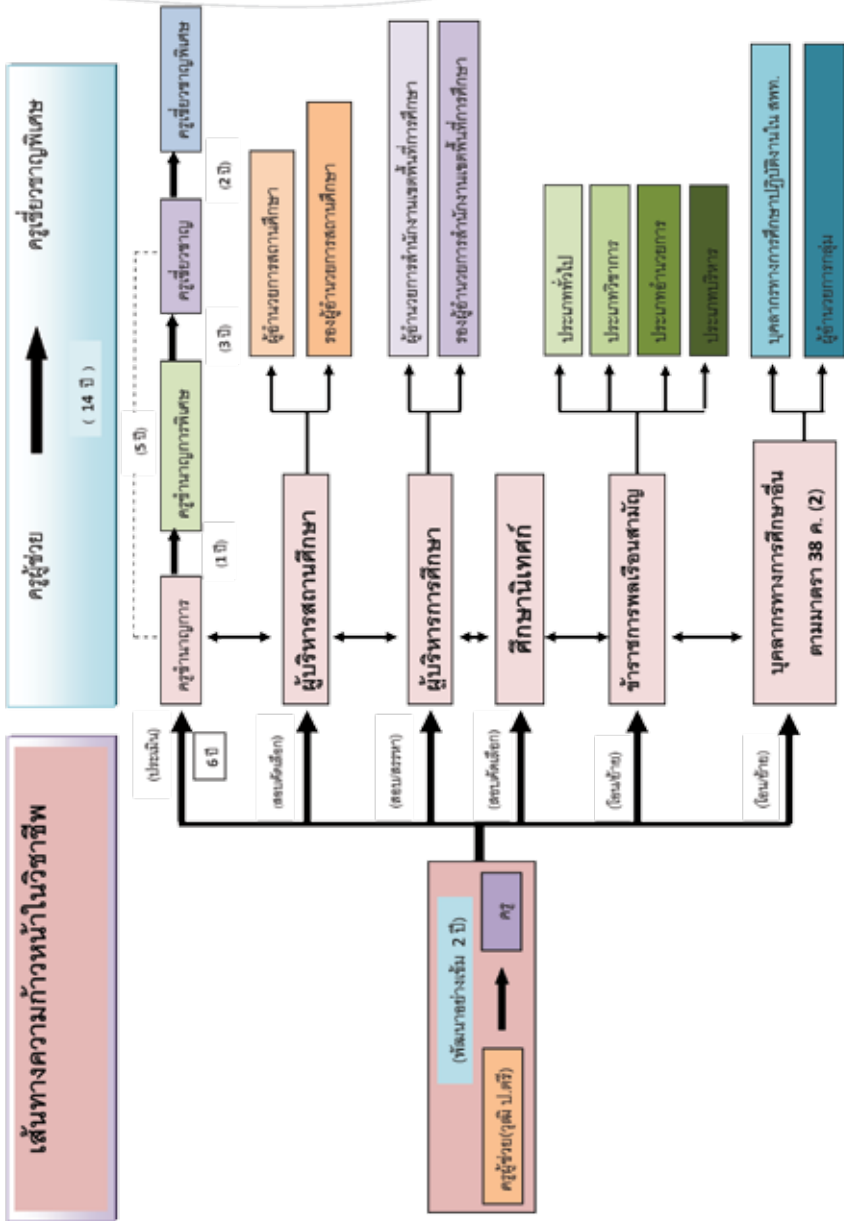 เส้นทางความก้าวหน้าในวิชาชีพ
ครูผู้ช่วย
ครูเชี่ยวชาญพิเศษ
( 14 ปี )
(พัฒนาอย่างเข้ม 2 ปี)
ครูผู้ช่วย(วุฒิ ป.ตรี)
ครู
(ประเมิน)
6 ปี
ครูชำนาญการ
(1 ปี)
ครูชำนาญการพิเศษ
(5 ปี)
(3 ปี)
ครูเชี่ยวชาญ
(2 ปี)
ครูเชี่ยวชาญพิเศษ
(สอบคัดเลือก)
ผู้บริหารสถานศึกษา
ผู้อำนวยการสถานศึกษา
รองผู้อำนวยการสถานศึกษา
(สอบ/สรรหา)
ผู้บริหารการศึกษา
ผู้อำนวยการสำนักงานเขตพื้นที่การศึกษา
รองผู้อำนวยการสำนักงานเขตพื้นที่การศึกษา
(สอบคัดเลือก)
ศึกษานิเทศก์
(โอน/ย้าย)
ข้าราชการพลเรือนสามัญ
ประเภททั่วไป
ประเภทวิชาการ
ประเภทอำนวยการ
ประเภทบริหาร
(โอน/ย้าย)
บุคลากรทางการศึกษาอื่น
ตามมาตรา 38 ค. (2)
บุคลากรทางการศึกษาปฏิบัติงานใน สพท.
ผู้อำนวยการกลุ่ม